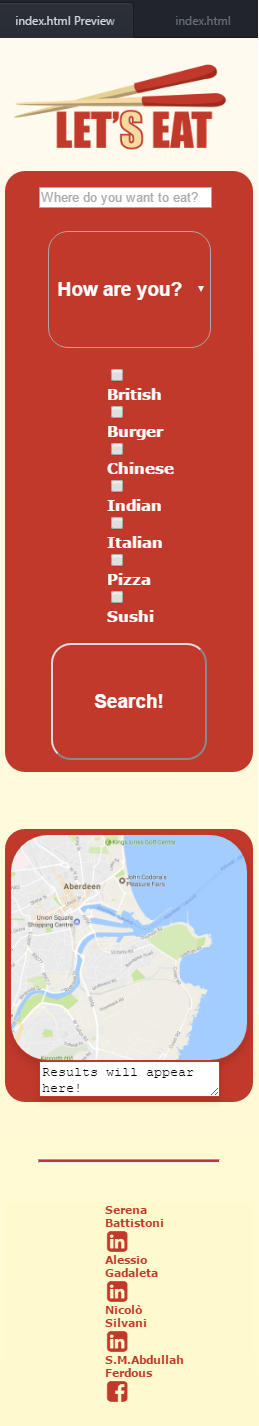 index.html Preview
index.html
LET'S EAT
Where do you want to eat?
How are you?
British
Burger
Chinese
Indian
Italian
Pizza
Sushi
Search!
Kings Links Golf Centre
John Codona's
Pleasure Fairs
Aberdeen
Union Square
Shopping Centre
Results will appear
here!
Serena
Battistoni
in
Alessio
Gadaleta
in
Nicolò
Silvani
in
S.M.Abdullah
Ferdous
f